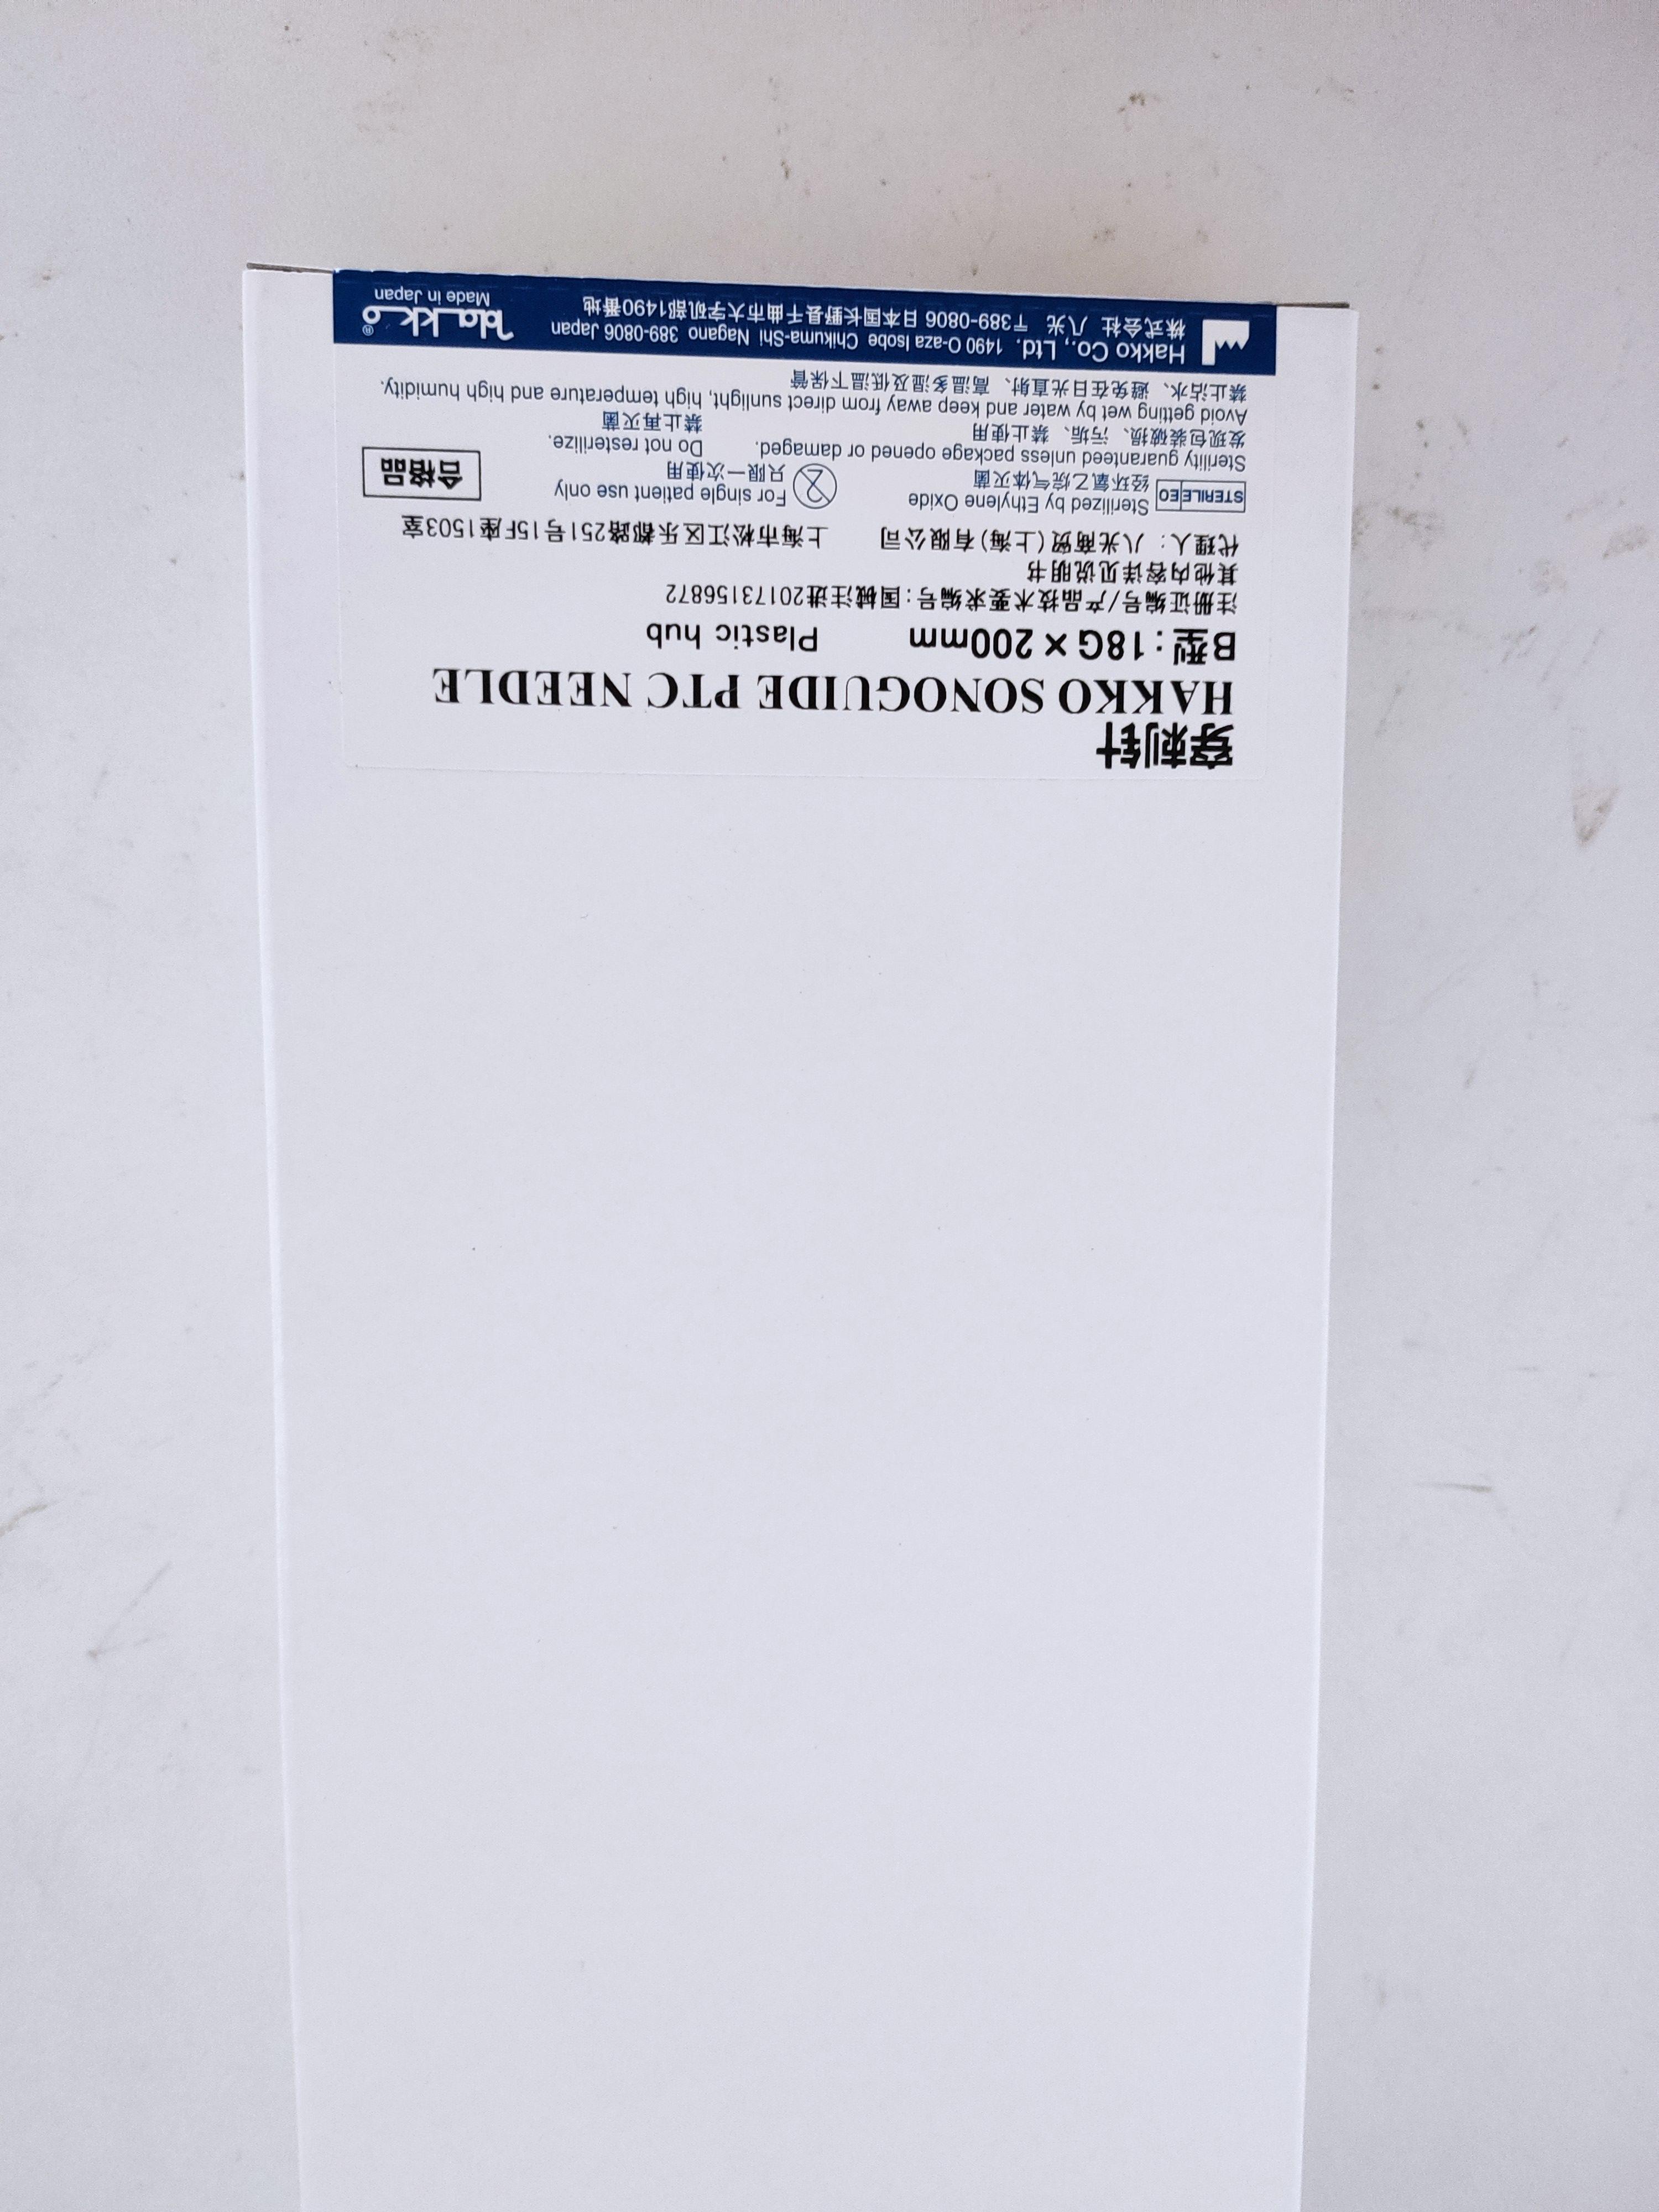 穿刺针
HAKKO SONOGUIDE PTC NEEDLE
B型：18G×200mm Plastic hub
注册证编号/产品技术要求编号：国械注进20173156872
其他内容详见说明书
代理人：八光商贸(上海)有限公司 上海市松江区乐都路251号15F座1503室
STERILE EO Sterilized by Ethylene Oxide
经环氧乙烷气体灭菌
2 For single patient use only
只限一次使用
合格品
Sterility guaranteed unless package opened or damaged. Do not resterilize.
发现包装破损、污垢、禁止使用 禁止再灭菌
Avoid getting wet by water and keep away from direct sunlight, high temperature and high humidity.
禁止沾水、避免在日光直射、高温多湿及低温下保管
Hakko Co., Ltd. 1490 O-aza Isobe Chikuma-Shi Nagano 389-0806 Japan
株式会社 八光 〒389-0806 日本国长野县千曲市大字矶部1490番地
Hakko®
Made in Japan